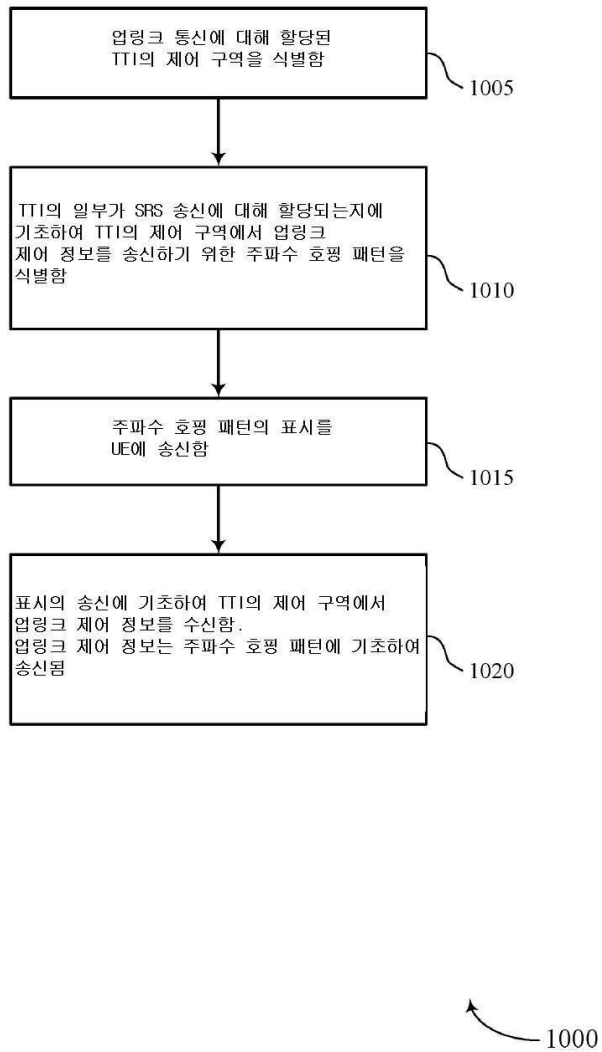 업링크 통신에 대해 할당된
TTI의 제어 구역을 식별함
1005
TTI의 일부가 SRS 송신에 대해 할당되는지에
기초하여 TTI의 제어 구역에서 업링크
제어 정보를 송신하기 위한 주파수 호핑 패턴을
식별함
1010
주파수 호핑 패턴의 표시를
UE에 송신함
1015
표시의 송신에 기초하여 TTI의 제어 구역에서
업링크 제어 정보를 수신함.
업링크 제어 정보는 주파수 호핑 패턴에 기초하여
송신됨
1020
1000